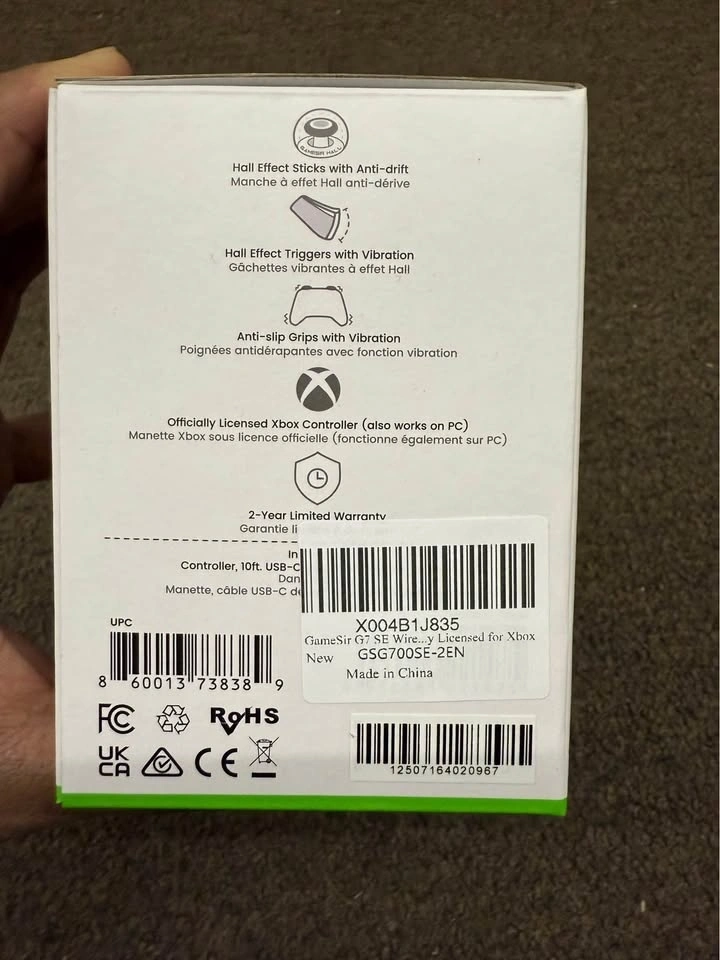 GAMESIR HALL
Hall Effect Sticks with Anti-drift
Manche à effet Hall anti-dérive
Hall Effect Triggers with Vibration
Gâchettes vibrantes à effet Hall
Anti-slip Grips with Vibration
Poignées antidérapantes avec fonction vibration
Officially Licensed Xbox Controller (also works on PC)
Manette Xbox sous licence officielle (fonctionne également sur PC)
2-Year Limited Warranty
Garantie
Controller, 10ft. USB-C
Manette, câble USB-C
X004B1J835
GameSir G7 SE Wire...y Licensed for Xbox
New GSG700SE-2EN
Made in China
UPC
8 60013 73838 9
FC
RoHS
UK
CA
CE
12507164020967